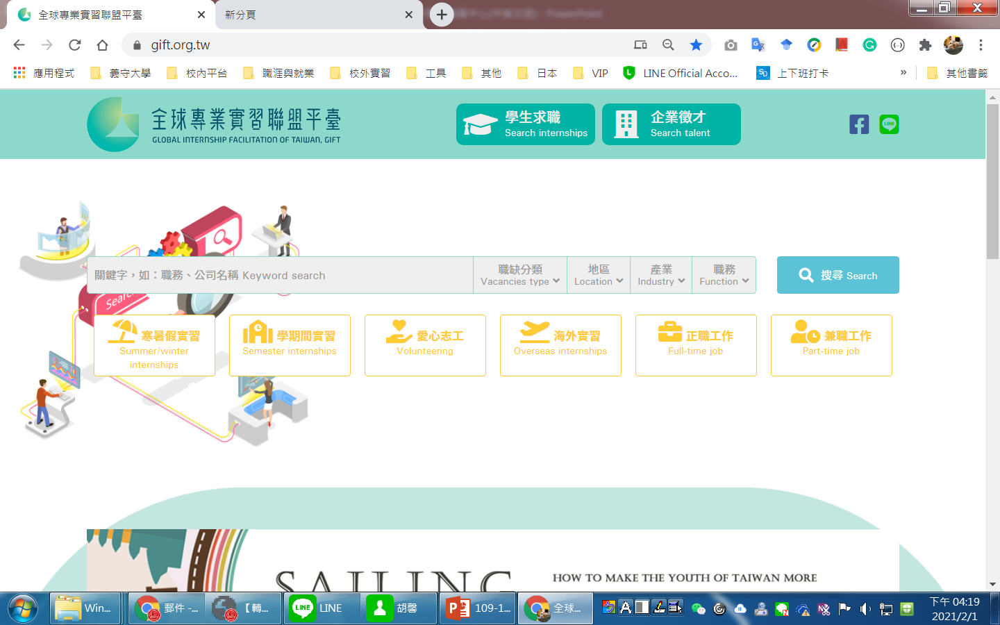 全球專業實習聯盟平臺
新分頁
gift.org.tw
應用程式
義守大學
校內平台
職涯與就業
校外實習
工具
其他
日本
VIP
LINE Official Acco...
上下班打卡
»
其他書籤
全球專業實習聯盟平臺
GLOBAL INTERNSHIP FACILITATION OF TAIWAN, GIFT
學生求職
Search internships
企業徵才
Search talent
LINE
關鍵字，如：職務、公司名稱 Keyword search
職缺分類
Vacancies type
地區
Location
產業
Industry
職務
Function
搜尋 Search
Search
寒暑假實習
Summer/winter
internships
學期間實習
Semester internships
愛心志工
Volunteering
海外實習
Overseas internships
正職工作
Full-time job
兼職工作
Part-time job
SAILING
HOW TO MAKE THE YOUTH OF TAIWAN MORE
Win...
郵件 -...
【轉...
LINE
胡馨
109-1...
全球...
下午 04:19
2021/2/1